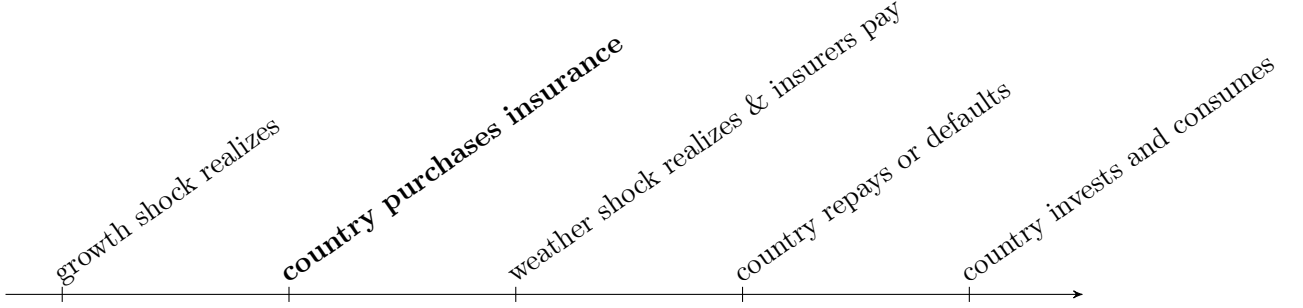 growth shock realizes
country purchases insurance
weather shock realizes & insurers pay
country repays or defaults
country invests and consumes